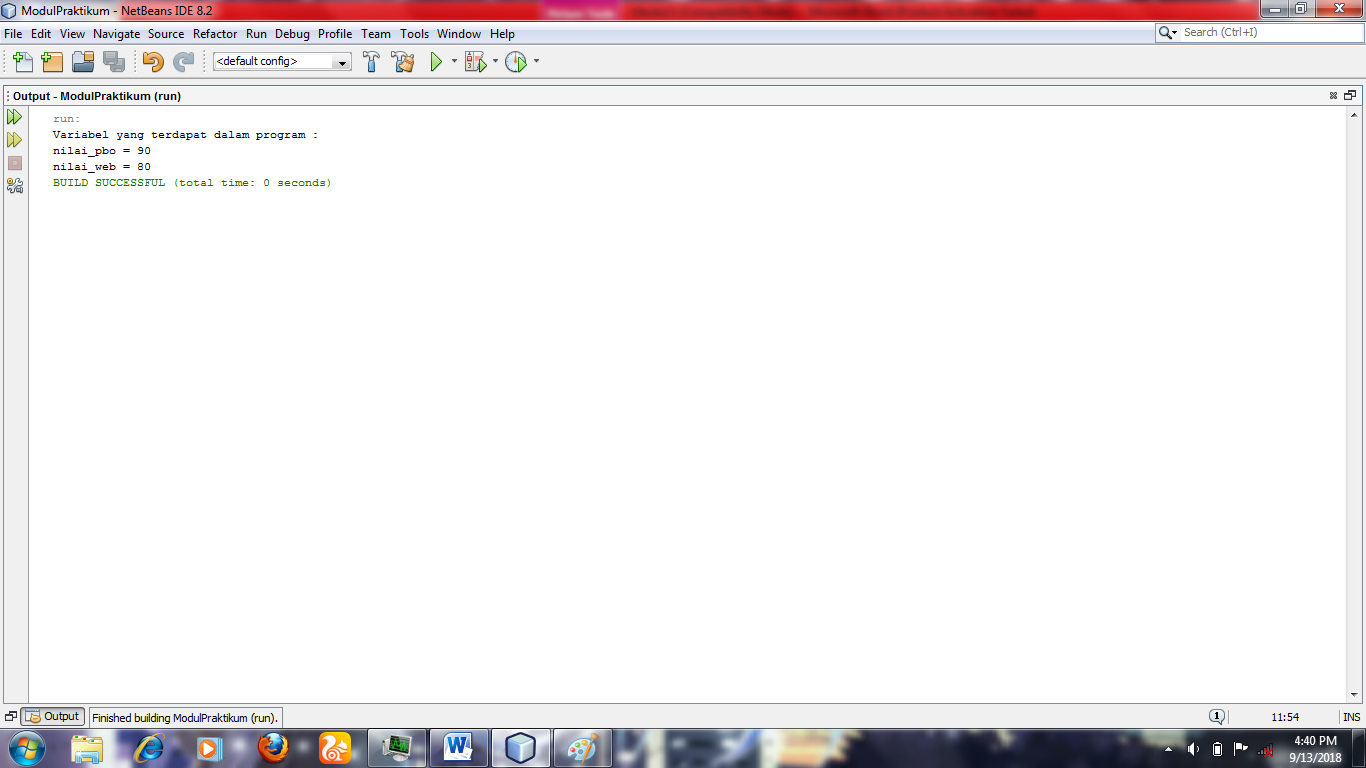 ModulPraktikum - NetBeans IDE 8.2
File Edit View Navigate Source Refactor Run Debug Profile Team Tools Window Help
Search (Ctrl+I)
<default config>
Output - ModulPraktikum (run)
run:
Variabel yang terdapat dalam program :
nilai_pbo = 90
nilai_web = 80
BUILD SUCCESSFUL (total time: 0 seconds)
Output
Finished building ModulPraktikum (run).
1
11:54
INS
4:40 PM
9/13/2018